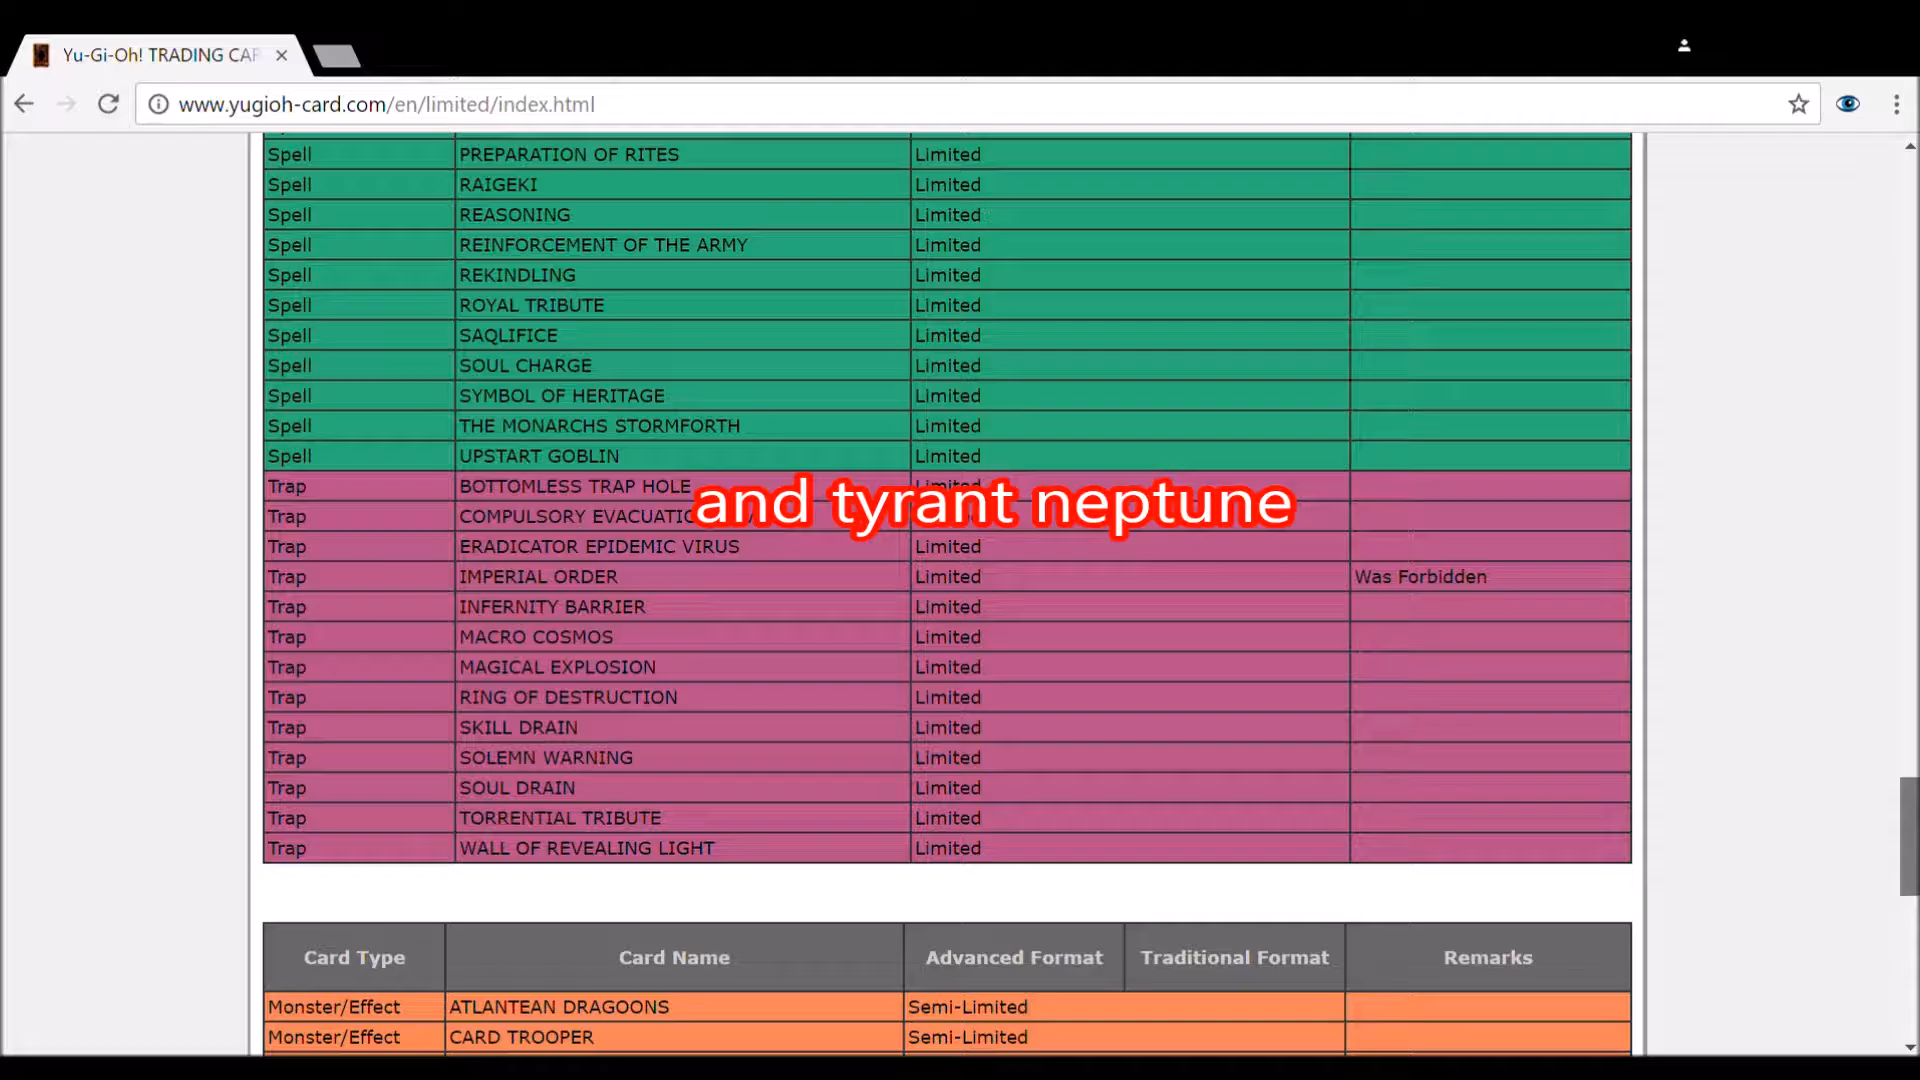 Yu-Gi-Oh! TRADING CAR
www.yugioh-card.com/en/limited/index.html
Spell PREPARATION OF RITES Limited
Spell RAIGEKI Limited
Spell REASONING Limited
Spell REINFORCEMENT OF THE ARMY Limited
Spell REKINDLING Limited
Spell ROYAL TRIBUTE Limited
Spell SAQLIFICE Limited
Spell SOUL CHARGE Limited
Spell SYMBOL OF HERITAGE Limited
Spell THE MONARCHS STORMFORTH Limited
Spell UPSTART GOBLIN Limited
Trap BOTTOMLESS TRAP HOLE Limited
and tyrant neptune
Trap COMPULSORY
Trap ERADICATOR EPIDEMIC VIRUS Limited
Trap IMPERIAL ORDER Limited Was Forbidden
Trap INFERNITY BARRIER Limited
Trap MACRO COSMOS Limited
Trap MAGICAL EXPLOSION Limited
Trap RING OF DESTRUCTION Limited
Trap SKILL DRAIN Limited
Trap SOLEMN WARNING Limited
Trap SOUL DRAIN Limited
Trap TORRENTIAL TRIBUTE Limited
Trap WALL OF REVEALING LIGHT Limited
Card Type Card Name Advanced Format Traditional Format Remarks
Monster/Effect ATLANTEAN DRAGOONS Semi-Limited
Monster/Effect CARD TROOPER Semi-Limited